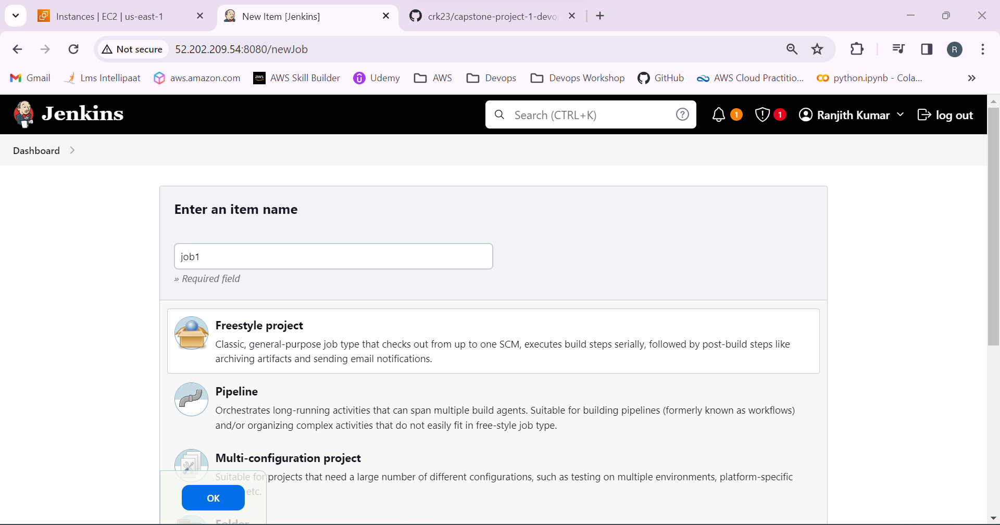 Instances | EC2 | us-east-1
New Item [Jenkins]
crk23/capstone-project-1-devo
Not secure
52.202.209.54:8080/newJob
R
Gmail
Lms Intellipaat
aws.amazon.com
aws
AWS Skill Builder
Udemy
AWS
Devops
Devops Workshop
GitHub
AWS Cloud Practitio...
python.ipynb - Cola...
Jenkins
Search (CTRL+K)
1
1
Ranjith Kumar
log out
Dashboard
Enter an item name
job1
» Required field
Freestyle project
Classic, general-purpose job type that checks out from up to one SCM, executes build steps serially, followed by post-build steps like
archiving artifacts and sending email notifications.
Pipeline
Orchestrates long-running activities that can span multiple build agents. Suitable for building pipelines (formerly known as workflows)
and/or organizing complex activities that do not easily fit in free-style job type.
Multi-configuration project
Suitable for projects that need a large number of different configurations, such as testing on multiple environments, platform-specific
etc.
OK
Folder